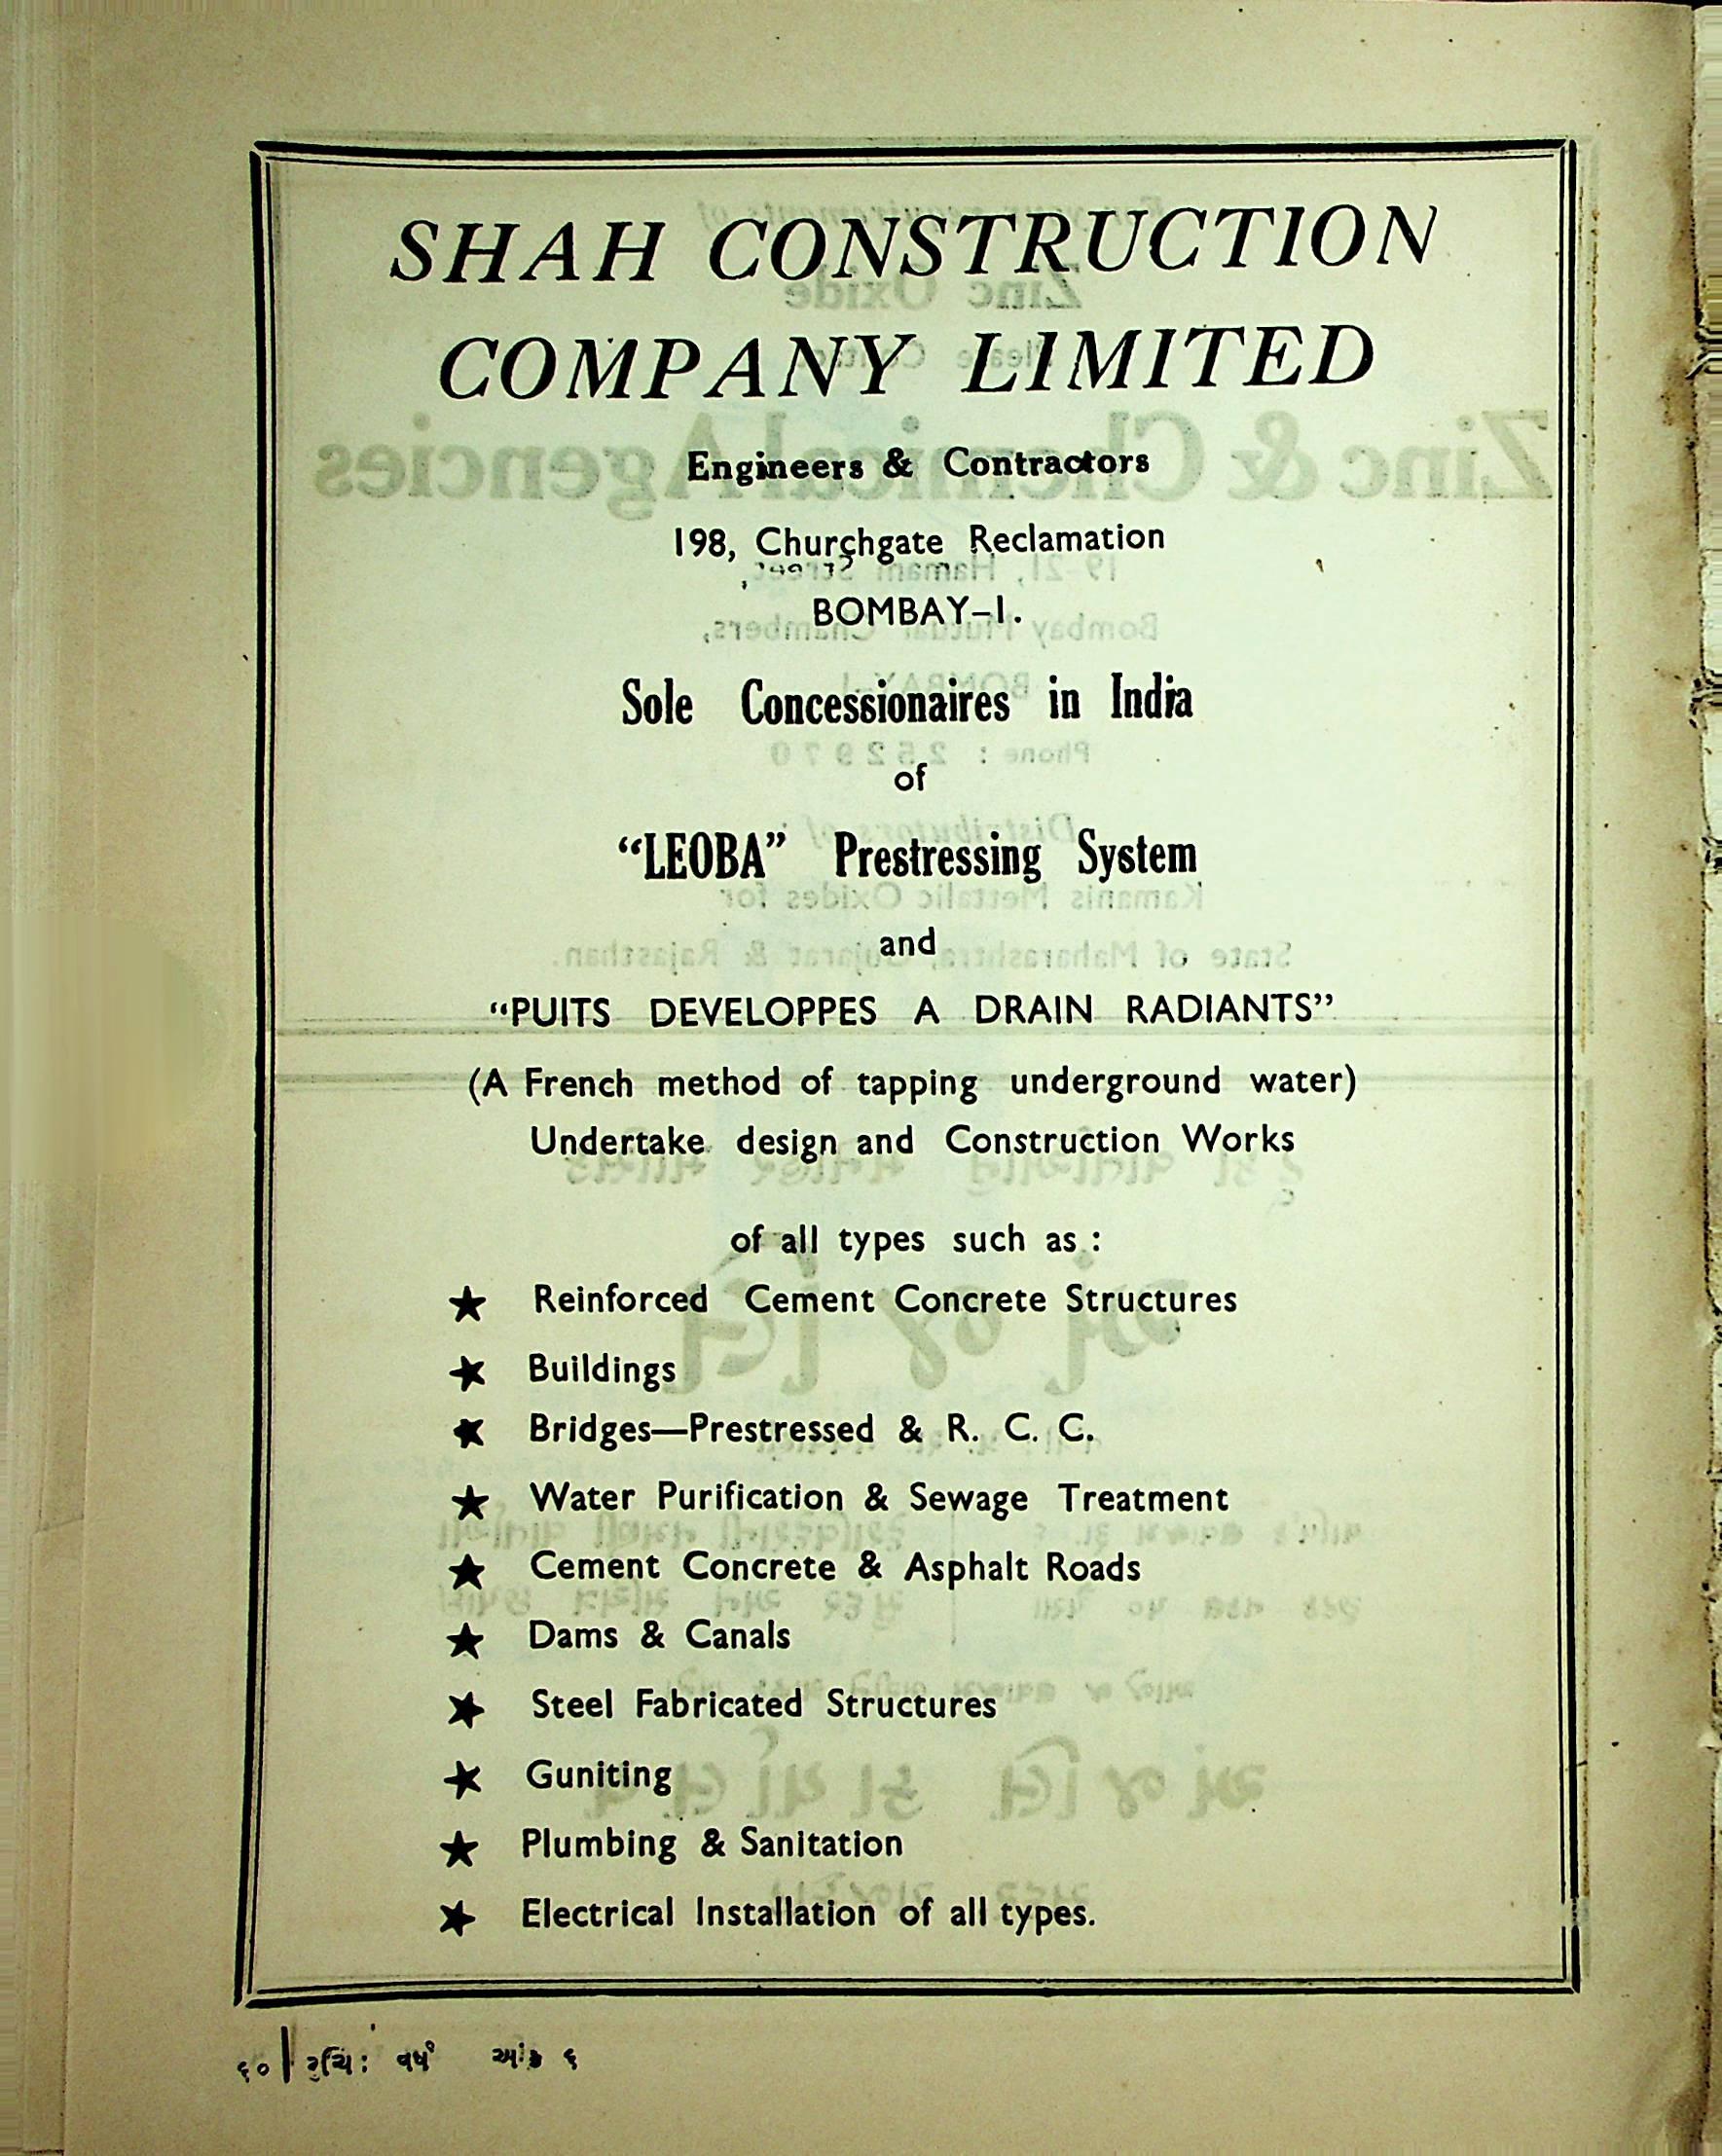 SHAH CONSTRUCTION
COMPANY LIMITED
Engineers & Contractors
198, Churchgate Reclamation
BOMBAY–1.
Sole Concessionaires in India
of
“LEOBA” Prestressing System
and
“PUITS DEVELOPPES A DRAIN RADIANTS”
(A French method of tapping underground water)
Undertake design and Construction Works
of all types such as :
★ Reinforced Cement Concrete Structures
★ Buildings
★ Bridges—Prestressed & R. C. C.
★ Water Purification & Sewage Treatment
★ Cement Concrete & Asphalt Roads
★ Dams & Canals
★ Steel Fabricated Structures
★ Guniting
★ Plumbing & Sanitation
★ Electrical Installation of all types.
૬૦ | રુચિ: વર્ષ અંક ૬